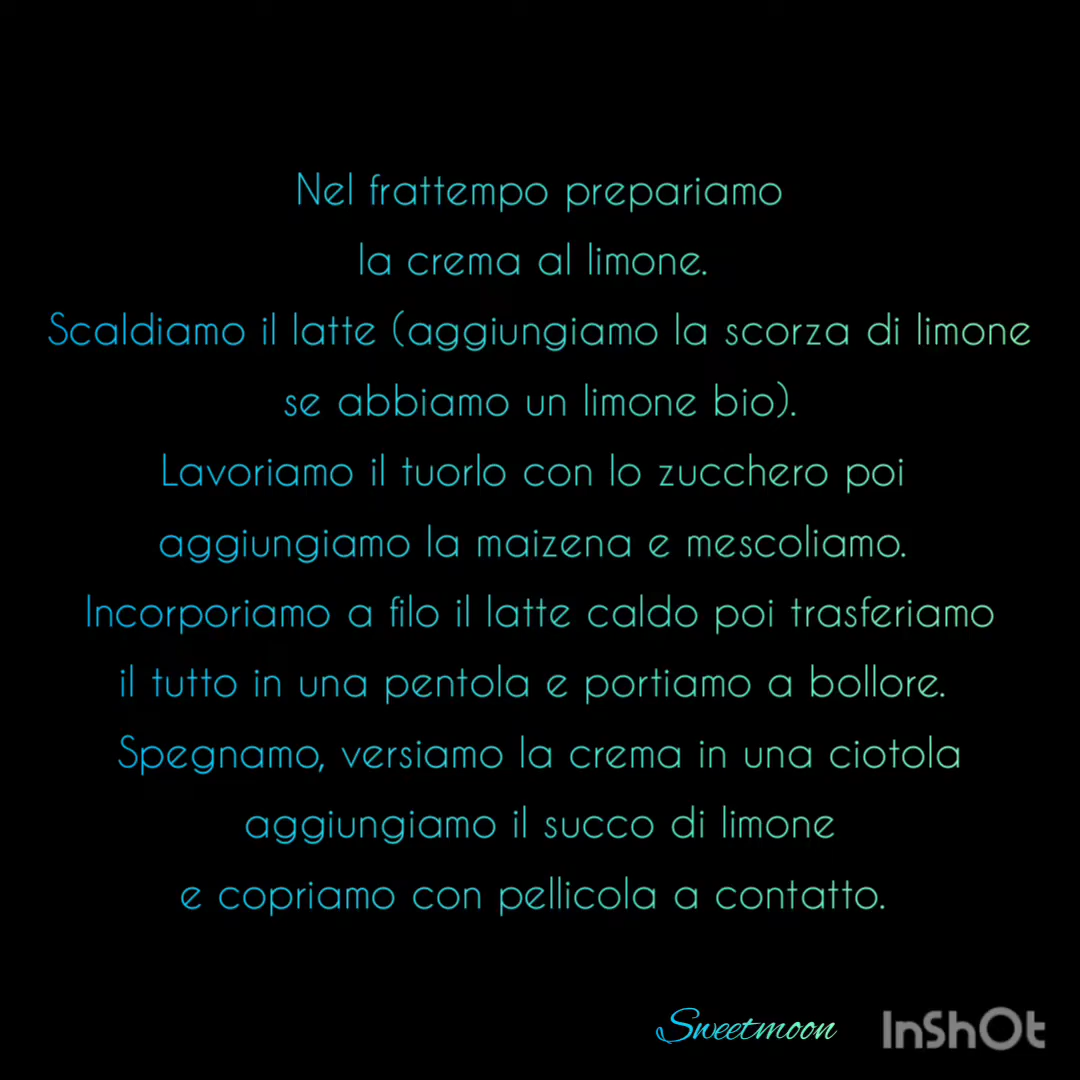 Nel frattempo prepariamo
la crema al limone.
Scaldiamo il latte (aggiungiamo la scorza di limone
se abbiamo un limone bio).
Lavoriamo il tuorlo con lo zucchero poi
aggiungiamo la maizena e mescoliamo.
Incorporiamo a filo il latte caldo poi trasferiamo
il tutto in una pentola e portiamo a bollore.
Spegnamo, versiamo la crema in una ciotola
aggiungiamo il succo di limone
e copriamo con pellicola a contatto.
Sweetmoon
InShOt